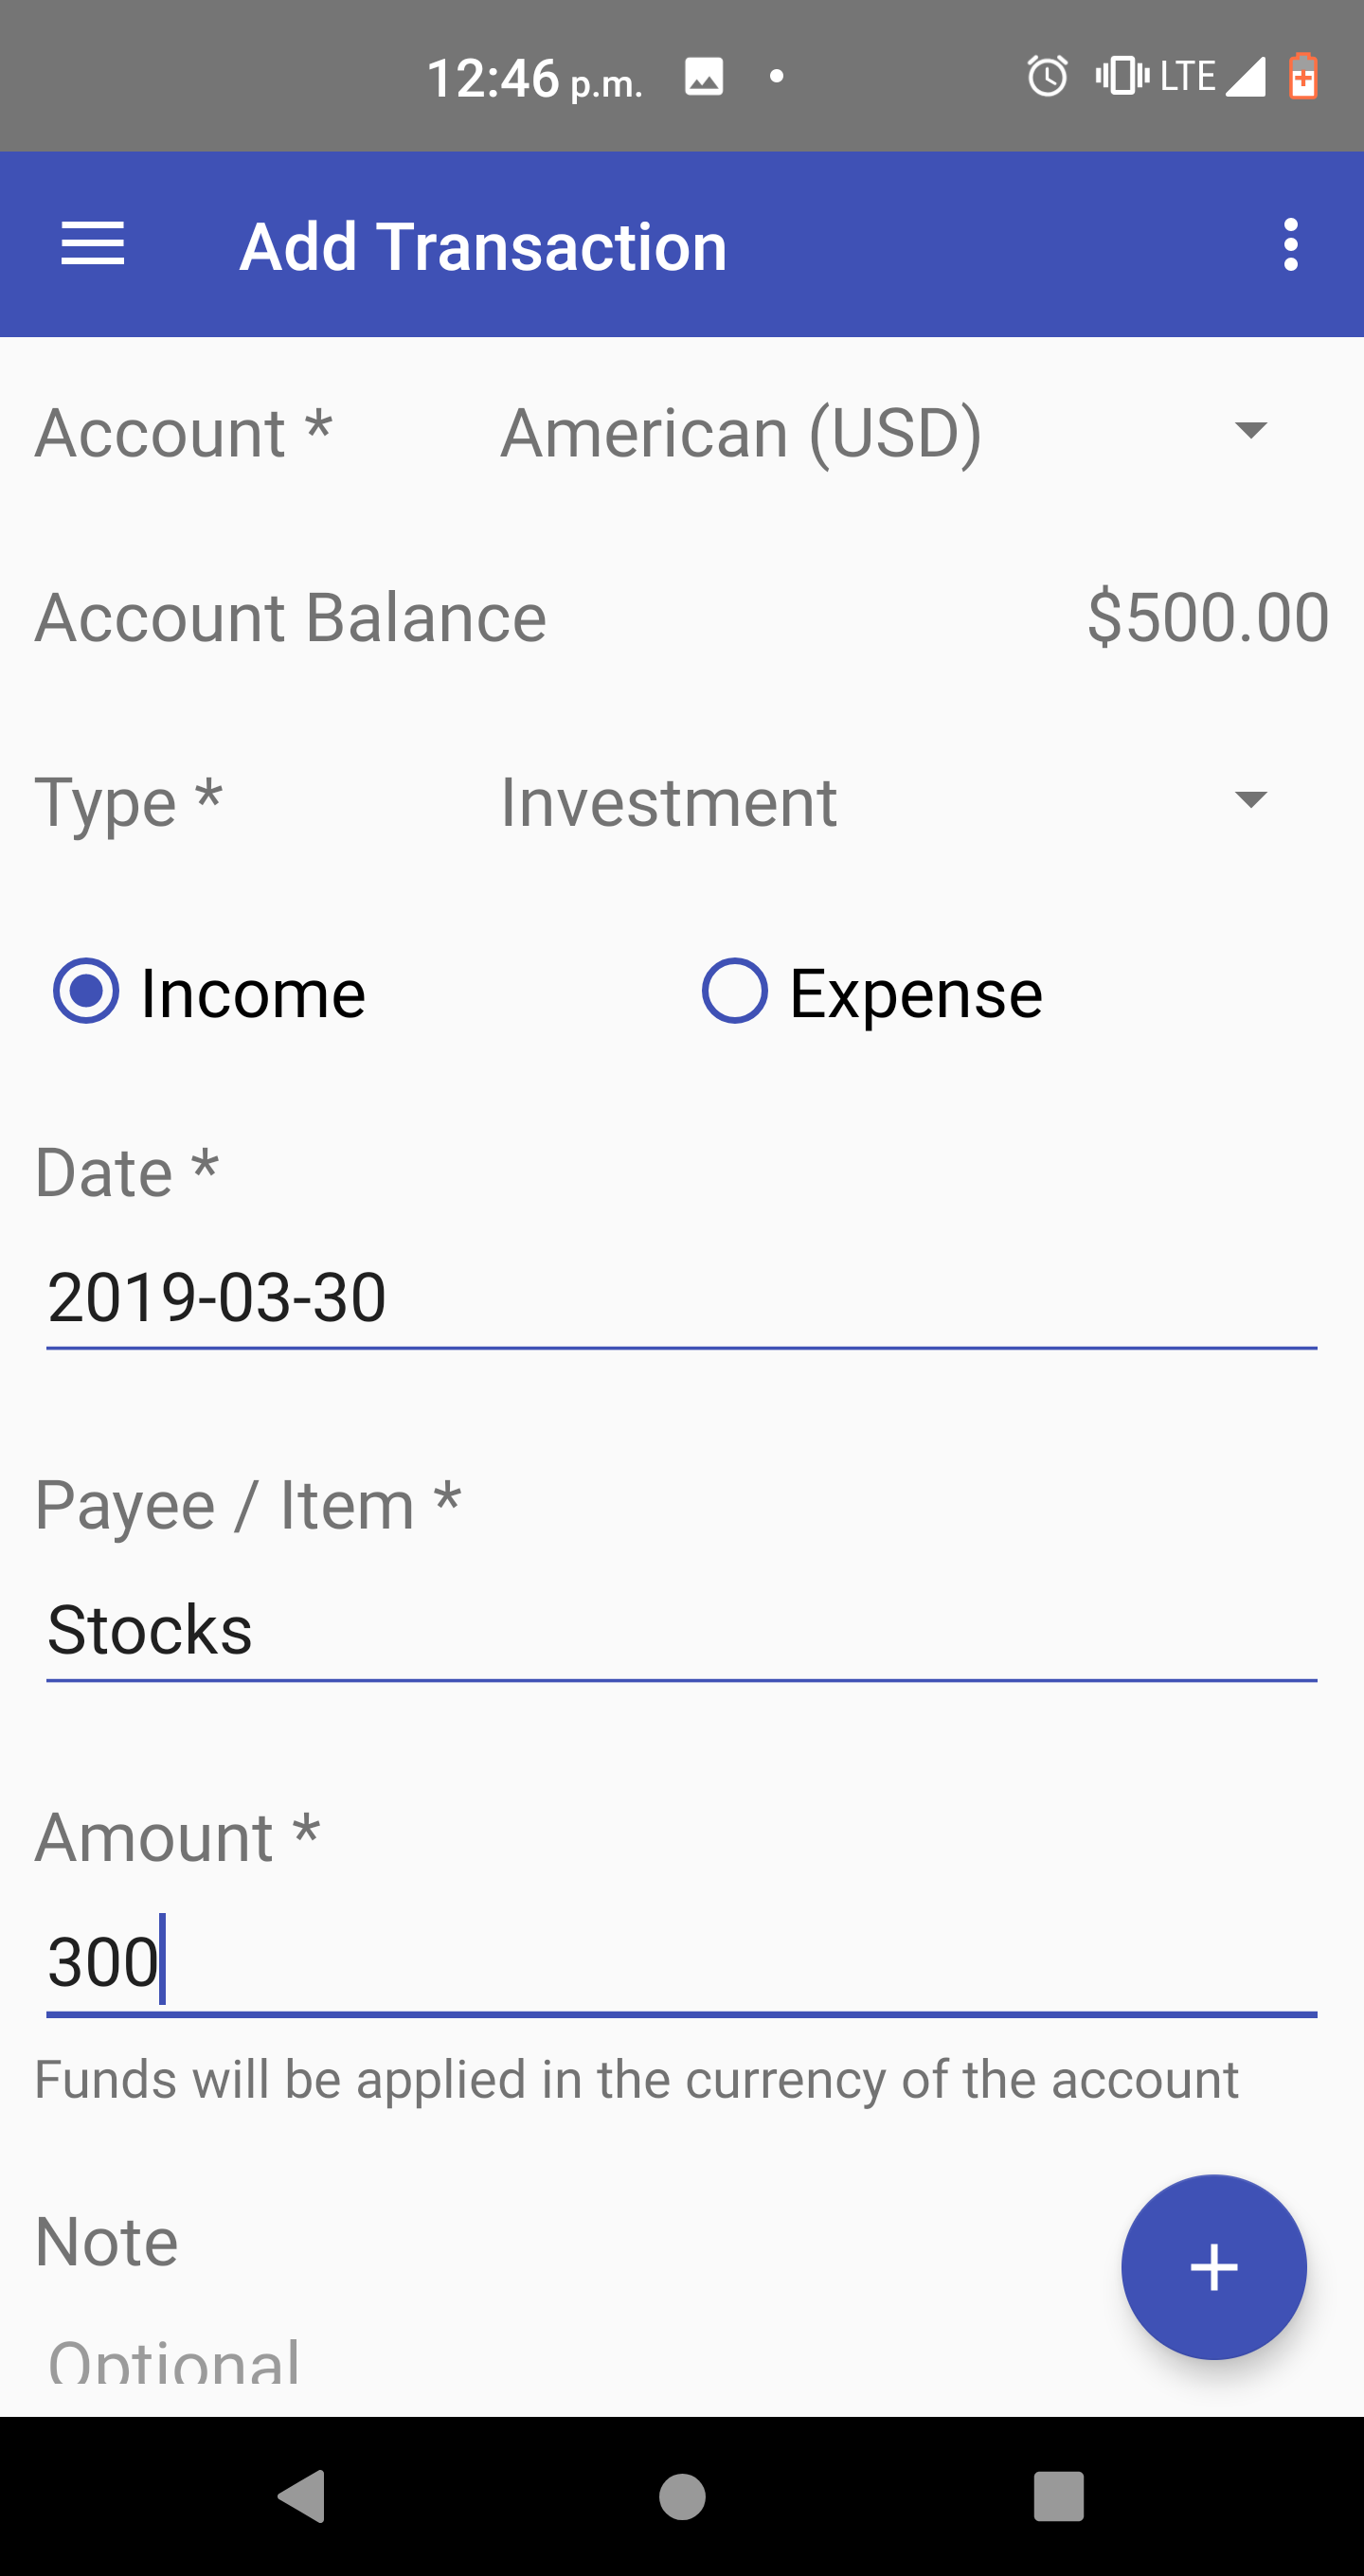 12:46 p.m. LTE
Add Transaction
Account * American (USD)
Account Balance $500.00
Type * Investment
Income Expense
Date *
2019-03-30
Payee / Item *
Stocks
Amount *
300
Funds will be applied in the currency of the account
Note
Optional